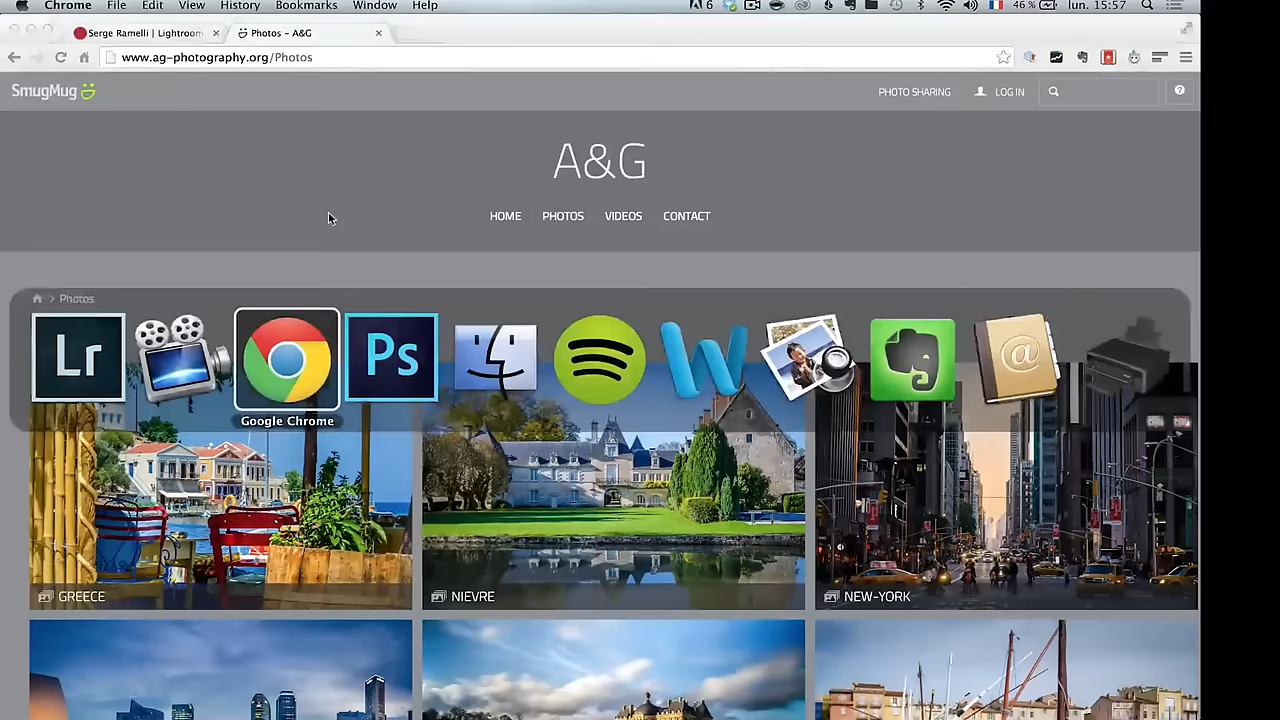 Chrome File Edit View History Bookmarks Window Help 6 46 % lun. 15:57
Serge Ramelli | Lightroom × Photos - A&G ×
www.ag-photography.org/Photos
SmugMug PHOTO SHARING LOG IN ?
A&G
HOME PHOTOS VIDEOS CONTACT
Photos
Lr Ps W @
Google Chrome
GREECE NIEVRE NEW-YORK